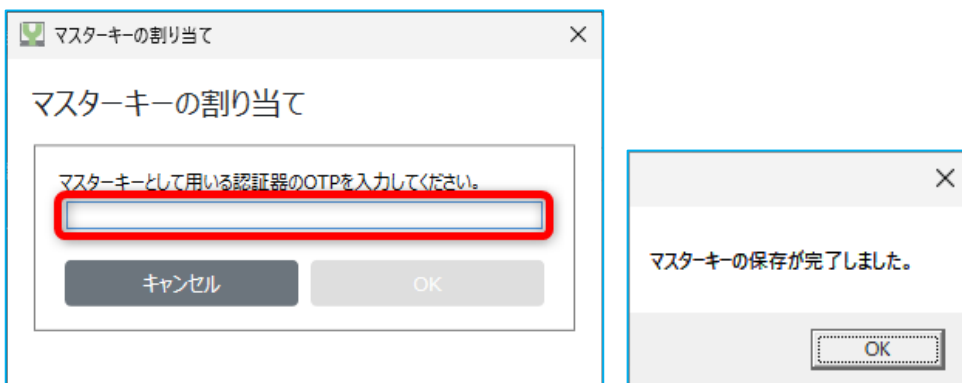 マスターキーの割り当て
マスターキーの割り当て
マスターキーとして用いる認証器のOTPを入力してください。
キャンセル
OK
マスターキーの保存が完了しました。
OK